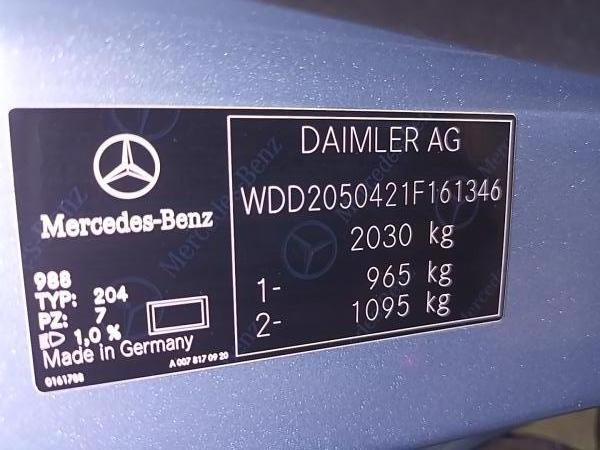 Mercedes-Benz
988
TYP: 204
PZ: 7
1,0 %
Made in Germany
A 007 817 09 20
0161788
DAIMLER AG
WDD2050421F161346
2030 kg
1- 965 kg
2- 1095 kg